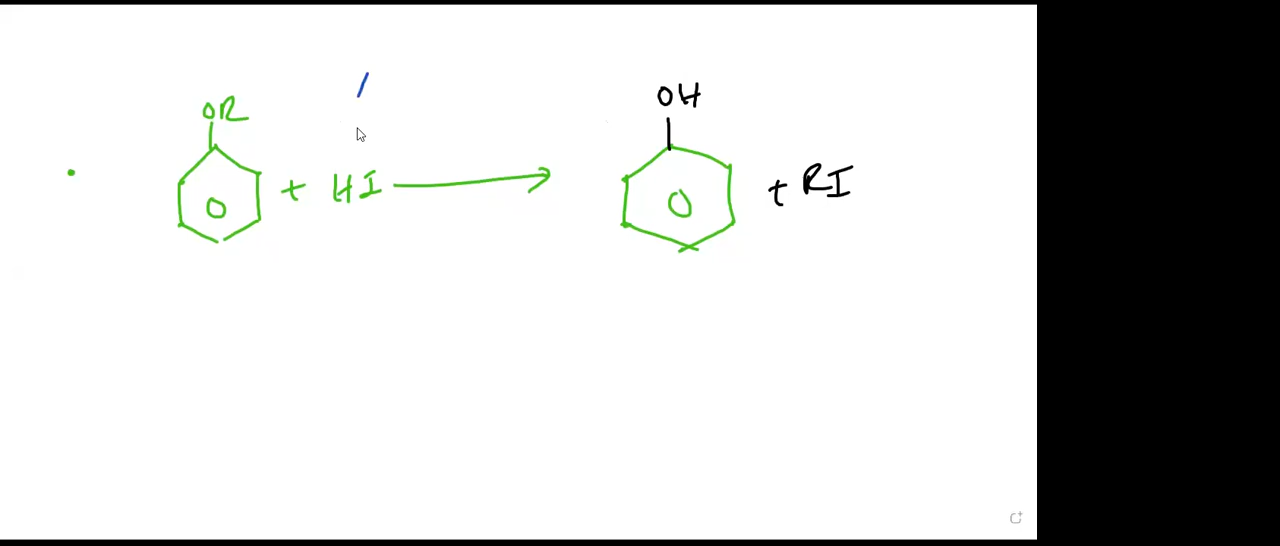 OR
OH
+ HI
+ RI